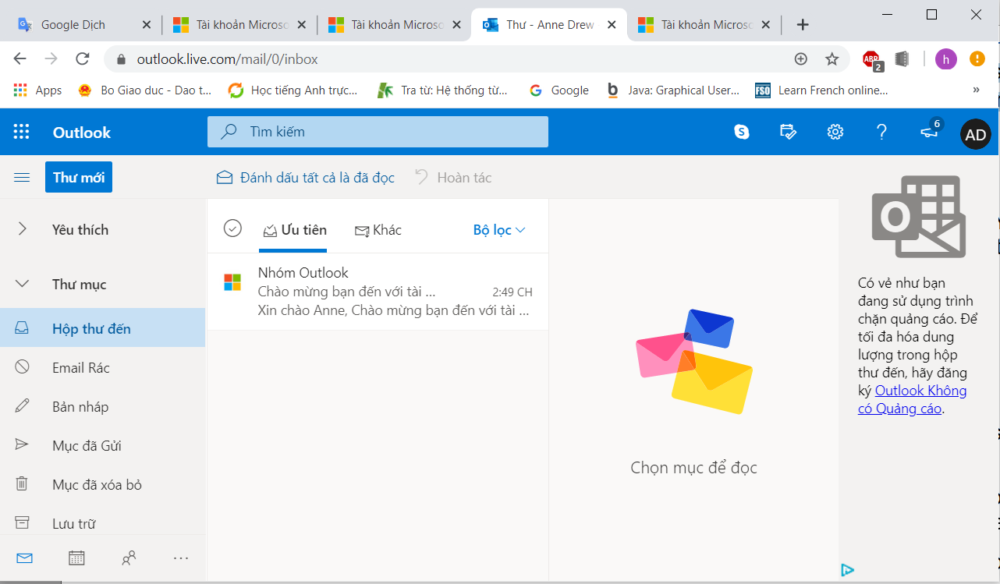 Google Dịch
Tài khoản Microso
Tài khoản Microso
Thư - Anne Drew
Tài khoản Microso
outlook.live.com/mail/0/inbox
ABP
2
h
Apps
Bo Giao duc - Dao t...
Học tiếng Anh trực...
Tra từ: Hệ thống từ...
Google
Java: Graphical User...
FSO
Learn French online...
»
Outlook
Tìm kiếm
6
AD
Thư mới
Đánh dấu tất cả là đã đọc
Hoàn tác
Yêu thích
Thư mục
Hộp thư đến
Email Rác
Bản nháp
Mục đã Gửi
Mục đã xóa bỏ
Lưu trữ
Ưu tiên
Khác
Bộ lọc
Nhóm Outlook
Chào mừng bạn đến với tài ...
2:49 CH
Xin chào Anne, Chào mừng bạn đến với tài ...
Chọn mục để đọc
Có vẻ như bạn
đang sử dụng trình
chặn quảng cáo. Để
tối đa hóa dung
lượng trong hộp
thư đến, hãy đăng
ký Outlook Không
có Quảng cáo.